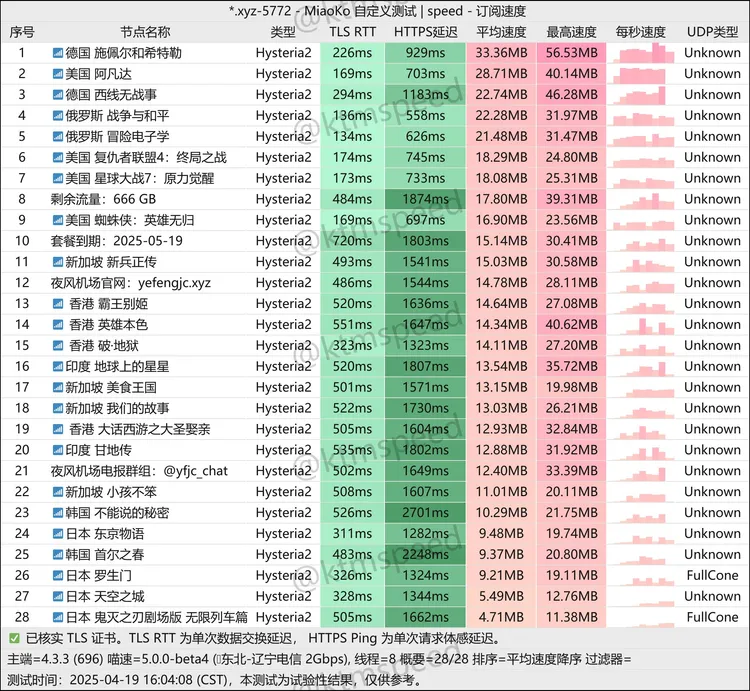 *.xyz-5772 - MiaoKo 自定义测试 | speed - 订阅速度
序号 节点名称 类型 TLS RTT HTTPS延迟 平均速度 最高速度 每秒速度 UDP类型
1 德国 施佩尔和希特勒 Hysteria2 226ms 929ms 33.36MB 56.53MB Unknown
2 美国 阿凡达 Hysteria2 169ms 703ms 28.71MB 40.14MB Unknown
3 德国 西线无战事 Hysteria2 294ms 1183ms 22.74MB 46.28MB Unknown
4 俄罗斯 战争与和平 Hysteria2 136ms 558ms 22.28MB 31.97MB Unknown
5 俄罗斯 冒险电子学 Hysteria2 134ms 626ms 21.48MB 31.47MB Unknown
6 美国 复仇者联盟4：终局之战 Hysteria2 174ms 745ms 18.29MB 24.80MB Unknown
7 美国 星球大战7：原力觉醒 Hysteria2 173ms 733ms 18.08MB 25.31MB Unknown
8 剩余流量：666 GB Hysteria2 484ms 1874ms 17.80MB 39.31MB Unknown
9 美国 蜘蛛侠：英雄无归 Hysteria2 169ms 697ms 16.90MB 23.56MB Unknown
10 套餐到期：2025-05-19 Hysteria2 720ms 1803ms 15.14MB 30.41MB Unknown
11 新加坡 新兵正传 Hysteria2 493ms 1541ms 15.03MB 30.58MB Unknown
12 夜风机场官网：yefengjc.xyz Hysteria2 486ms 1544ms 14.78MB 28.11MB Unknown
13 香港 霸王别姬 Hysteria2 520ms 1636ms 14.64MB 27.08MB Unknown
14 香港 英雄本色 Hysteria2 551ms 1647ms 14.34MB 40.62MB Unknown
15 香港 破·地狱 Hysteria2 323ms 1323ms 14.11MB 27.20MB Unknown
16 印度 地球上的星星 Hysteria2 520ms 1807ms 13.54MB 35.72MB Unknown
17 新加坡 美食王国 Hysteria2 501ms 1571ms 13.15MB 19.98MB Unknown
18 新加坡 我们的故事 Hysteria2 522ms 1730ms 13.03MB 26.21MB Unknown
19 香港 大话西游之大圣娶亲 Hysteria2 505ms 1604ms 12.93MB 32.84MB Unknown
20 印度 甘地传 Hysteria2 535ms 1802ms 12.88MB 31.92MB Unknown
21 夜风机场电报群组：@yfjc_chat Hysteria2 502ms 1649ms 12.40MB 33.39MB Unknown
22 新加坡 小孩不笨 Hysteria2 508ms 1607ms 11.01MB 20.11MB Unknown
23 韩国 不能说的秘密 Hysteria2 526ms 2701ms 10.29MB 21.75MB Unknown
24 日本 东京物语 Hysteria2 311ms 1282ms 9.48MB 19.74MB Unknown
25 韩国 首尔之春 Hysteria2 483ms 2248ms 9.37MB 20.80MB Unknown
26 日本 罗生门 Hysteria2 326ms 1324ms 9.21MB 19.11MB FullCone
27 日本 天空之城 Hysteria2 328ms 1344ms 5.49MB 12.76MB Unknown
28 日本 鬼灭之刃剧场版 无限列车篇 Hysteria2 505ms 1662ms 4.71MB 11.38MB FullCone
已核实 TLS 证书。TLS RTT 为单次数据交换延迟， HTTPS Ping 为单次请求体感延迟。
主端=4.3.3 (696) 喵速=5.0.0-beta4 (东北-辽宁电信 2Gbps), 线程=8 概要=28/28 排序=平均速度降序 过滤器=
测试时间：2025-04-19 16:04:08 (CST)，本测试为试验性结果，仅供参考。
@ktmspeed
@ktmspeed
@ktmspeed
@ktmspeed
@ktmspeed